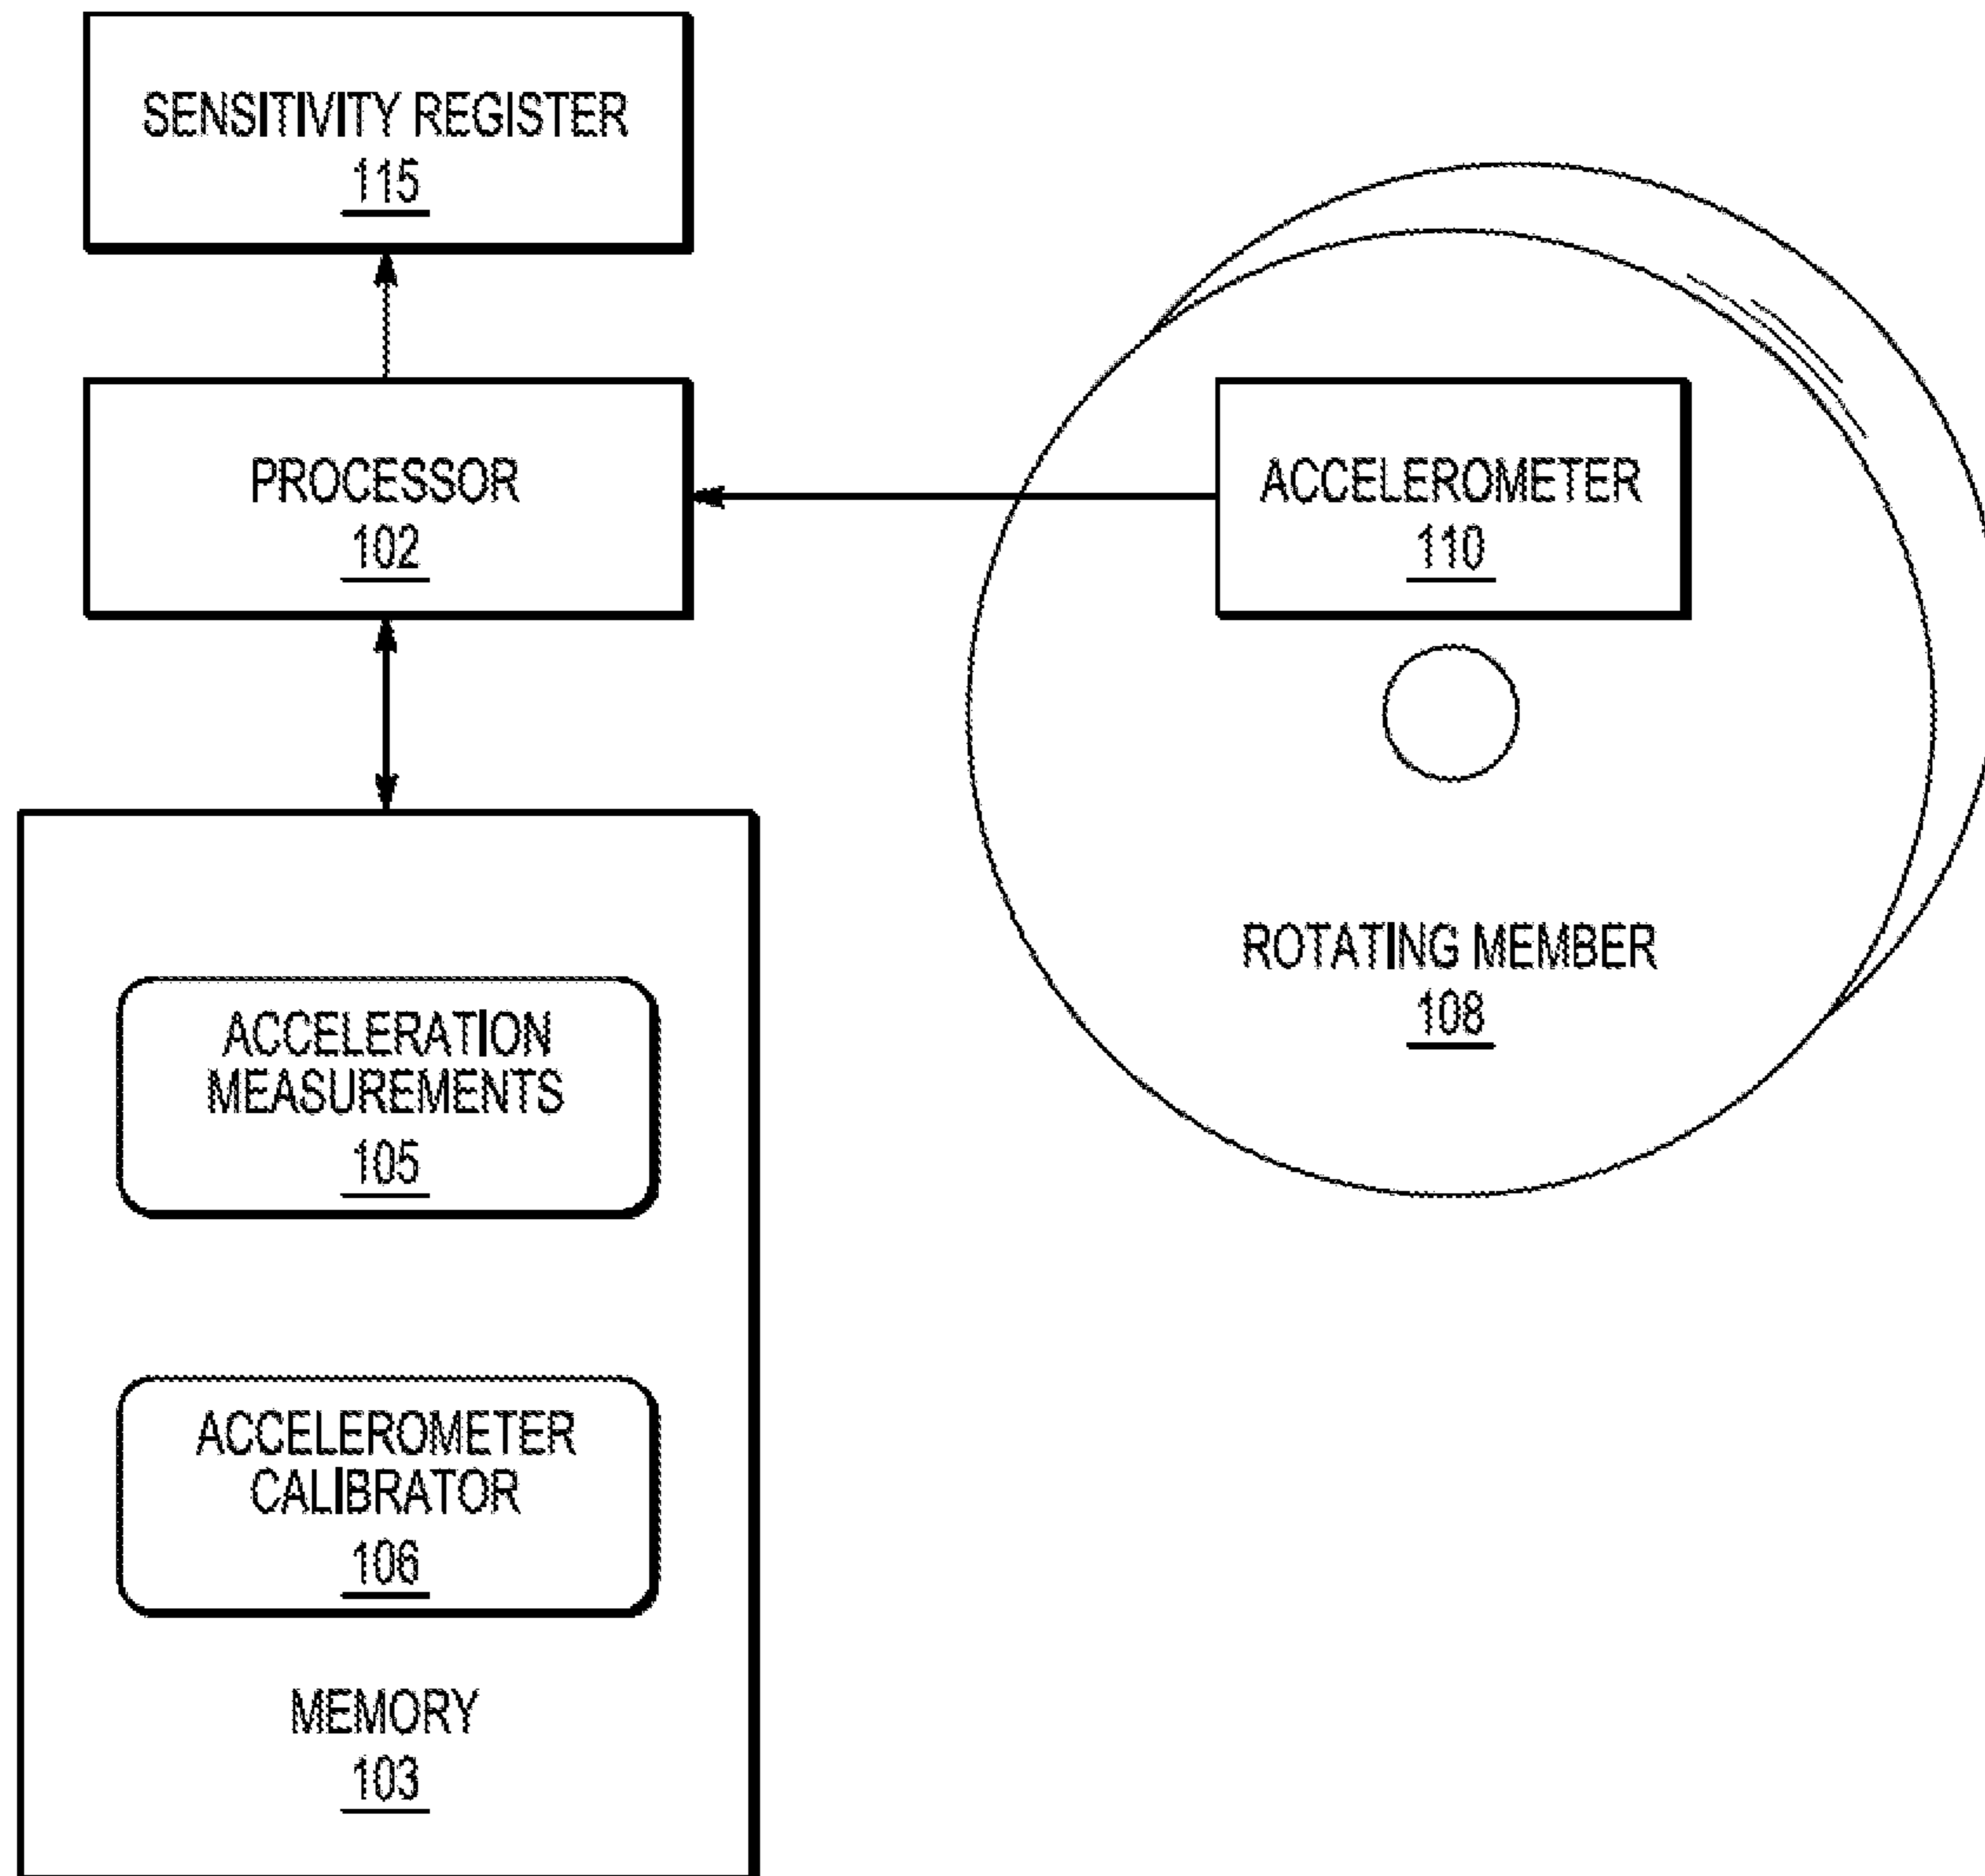 SENSITIVITY REGISTER
115
PROCESSOR
102
ACCELEROMETER
110
ROTATING MEMBER
108
ACCELERATION
MEASUREMENTS
105
ACCELEROMETER
CALIBRATOR
106
MEMORY
103